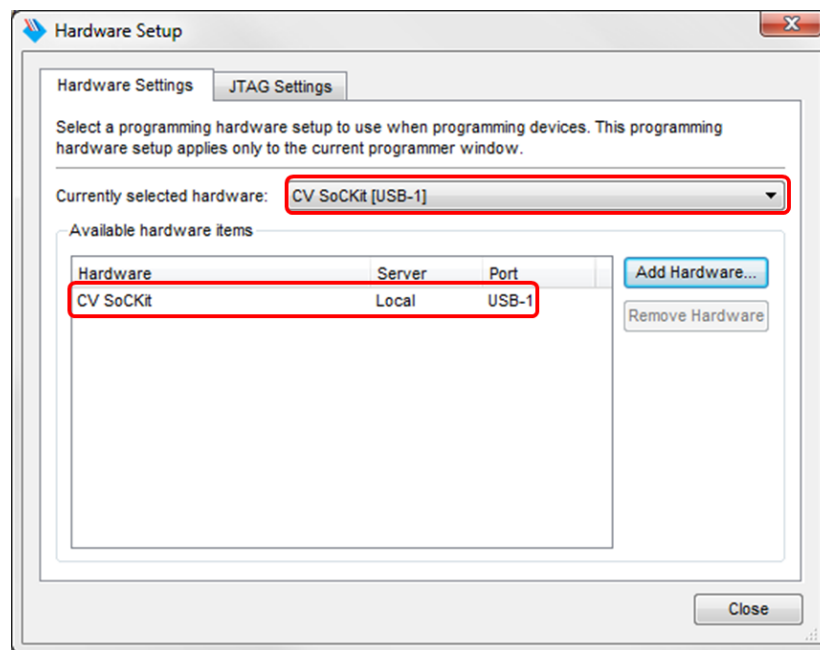 Hardware Setup
Hardware Settings
JTAG Settings
Select a programming hardware setup to use when programming devices. This programming
hardware setup applies only to the current programmer window.
Currently selected hardware: CV SoCKit [USB-1]
Available hardware items
Hardware Server Port
CV SoCKit Local USB-1
Add Hardware...
Remove Hardware
Close